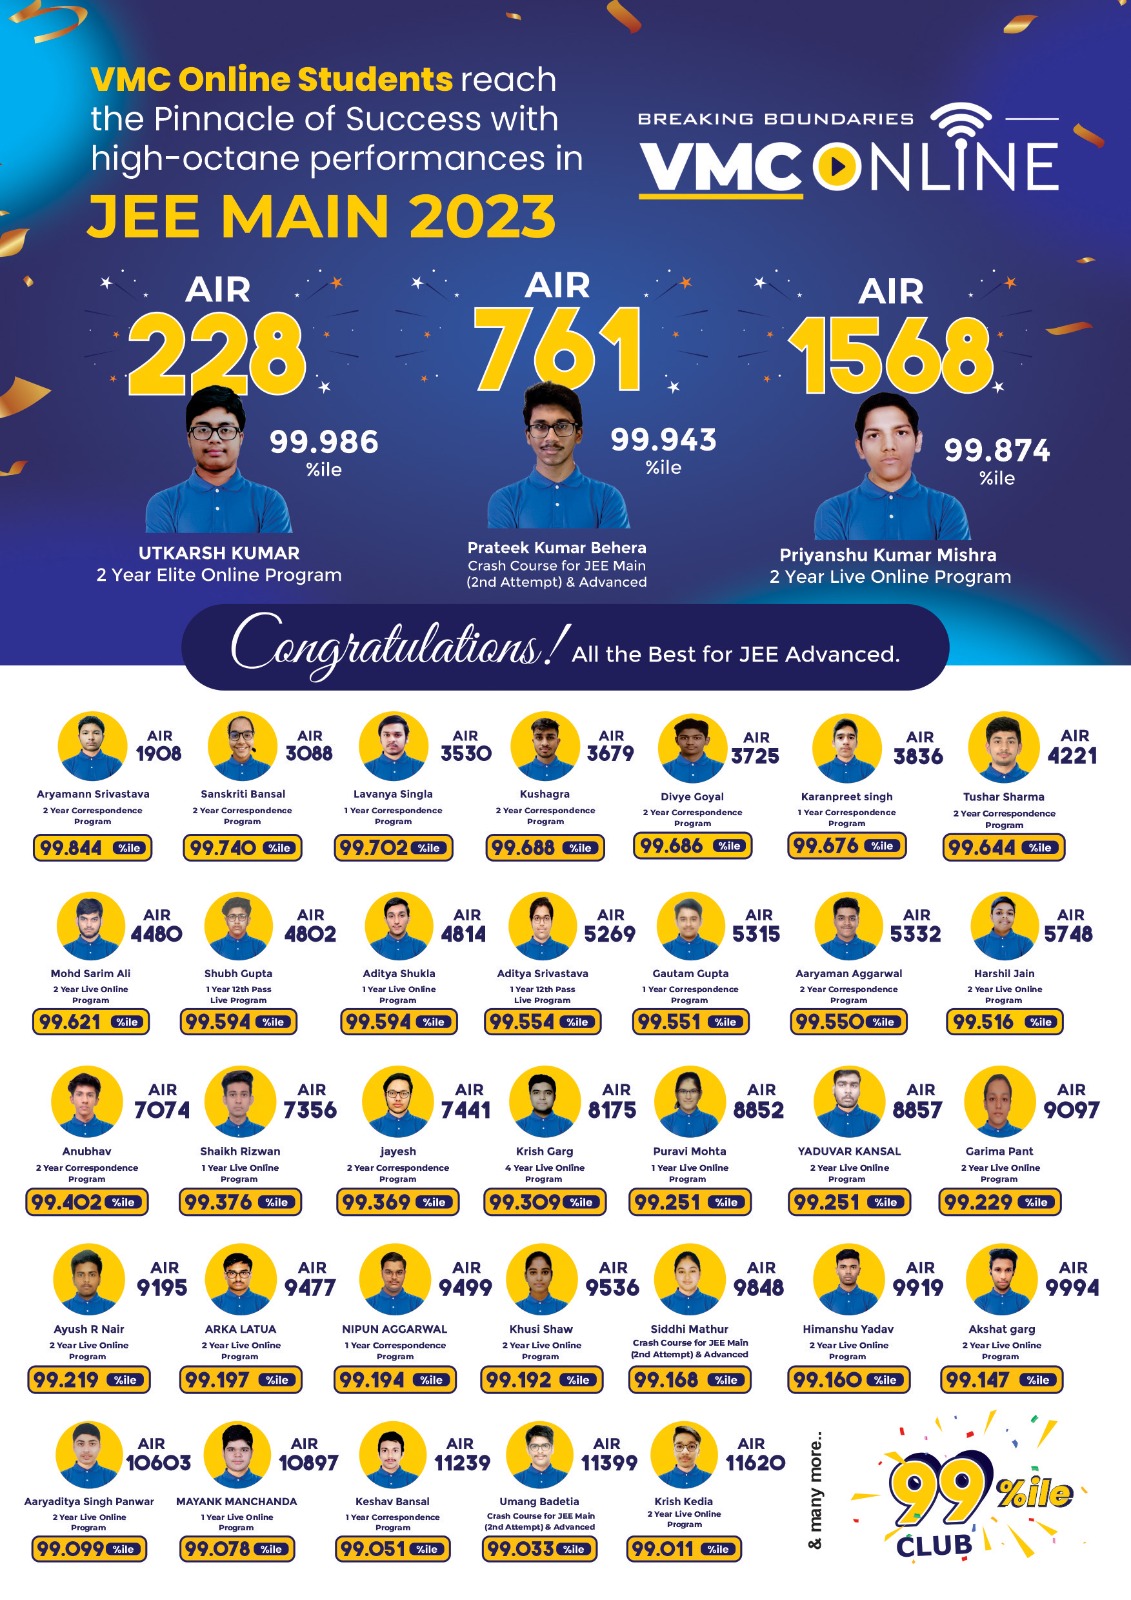 VMC Online Students reach
the Pinnacle of Success with
high-octane performances in
JEE MAIN 2023
BREAKING BOUNDARIES
VMC ONLINE
AIR
228
99.986
%ile
UTKARSH KUMAR
2 Year Elite Online Program
AIR
761
99.943
%ile
Prateek Kumar Behera
Crash Course for JEE Main
(2nd Attempt) & Advanced
AIR
1568
99.874
%ile
Priyanshu Kumar Mishra
2 Year Live Online Program
Congratulations! All the Best for JEE Advanced.
AIR
1908
Aryamann Srivastava
2 Year Correspondence
Program
99.844 %ile
AIR
3088
Sanskriti Bansal
2 Year Correspondence
Program
99.740 %ile
AIR
3530
Lavanya Singla
1 Year Correspondence
Program
99.702 %ile
AIR
3679
Kushagra
2 Year Correspondence
Program
99.688 %ile
AIR
3725
Divye Goyal
2 Year Correspondence
Program
99.686 %ile
AIR
3836
Karanpreet singh
1 Year Correspondence
Program
99.676 %ile
AIR
4221
Tushar Sharma
2 Year Correspondence
Program
99.644 %ile
AIR
4480
Mohd Sarim Ali
2 Year Live Online
Program
99.621 %ile
AIR
4802
Shubh Gupta
1 Year 12th Pass
Live Program
99.594 %ile
AIR
4814
Aditya Shukla
1 Year Live Online
Program
99.594 %ile
AIR
5269
Aditya Srivastava
1 Year 12th Pass
Live Program
99.554 %ile
AIR
5315
Gautam Gupta
1 Year Correspondence
Program
99.551 %ile
AIR
5332
Aaryaman Aggarwal
2 Year Correspondence
Program
99.550 %ile
AIR
5748
Harshil Jain
2 Year Live Online
Program
99.516 %ile
AIR
7074
Anubhav
2 Year Correspondence
Program
99.402 %ile
AIR
7356
Shaikh Rizwan
1 Year Live Online
Program
99.376 %ile
AIR
7441
jayesh
2 Year Correspondence
Program
99.369 %ile
AIR
8175
Krish Garg
4 Year Live Online
Program
99.309 %ile
AIR
8852
Puravi Mohta
1 Year Live Online
Program
99.251 %ile
AIR
8857
YADUVAR KANSAL
2 Year Live Online
Program
99.251 %ile
AIR
9097
Garima Pant
2 Year Live Online
Program
99.229 %ile
AIR
9195
Ayush R Nair
2 Year Live Online
Program
99.219 %ile
AIR
9477
ARKA LATUA
2 Year Live Online
Program
99.197 %ile
AIR
9499
NIPUN AGGARWAL
1 Year Correspondence
Program
99.194 %ile
AIR
9536
Khusi Shaw
2 Year Live Online
Program
99.192 %ile
AIR
9848
Siddhi Mathur
Crash Course for JEE Main
(2nd Attempt) & Advanced
99.168 %ile
AIR
9919
Himanshu Yadav
2 Year Live Online
Program
99.160 %ile
AIR
9994
Akshat garg
2 Year Live Online
Program
99.147 %ile
AIR
10603
Aaryaditya Singh Panwar
2 Year Live Online
Program
99.099 %ile
AIR
10897
MAYANK MANCHANDA
1 Year Live Online
Program
99.078 %ile
AIR
11239
Keshav Bansal
1 Year Correspondence
Program
99.051 %ile
AIR
11399
Umang Badetia
Crash Course for JEE Main
(2nd Attempt) & Advanced
99.033 %ile
AIR
11620
Krish Kedia
2 Year Live Online
Program
99.011 %ile
& many more..
99 %ile
CLUB